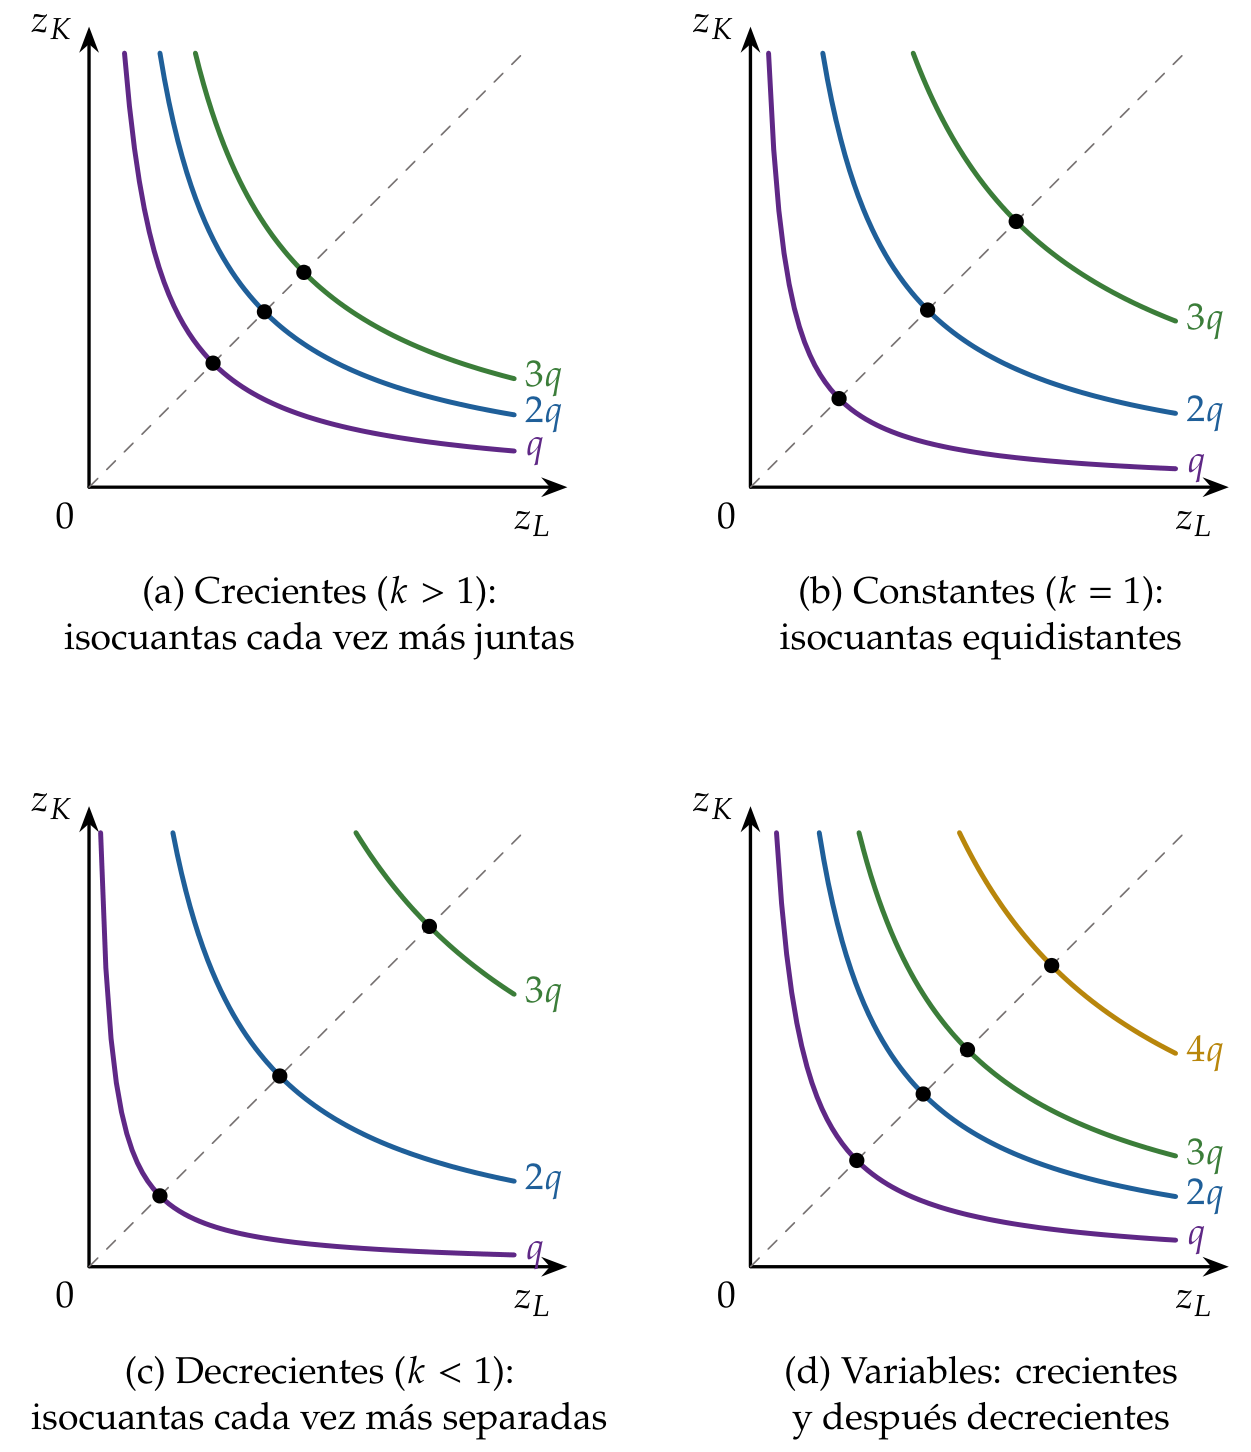 z_K
3q
2q
q
0
z_L
(a) Crecientes (k > 1):
isocuantas cada vez más juntas
z_K
3q
2q
q
0
z_L
(b) Constantes (k = 1):
isocuantas equidistantes
z_K
3q
2q
q
0
z_L
(c) Decrecientes (k < 1):
isocuantas cada vez más separadas
z_K
4q
3q
2q
q
0
z_L
(d) Variables: crecientes
y después decrecientes